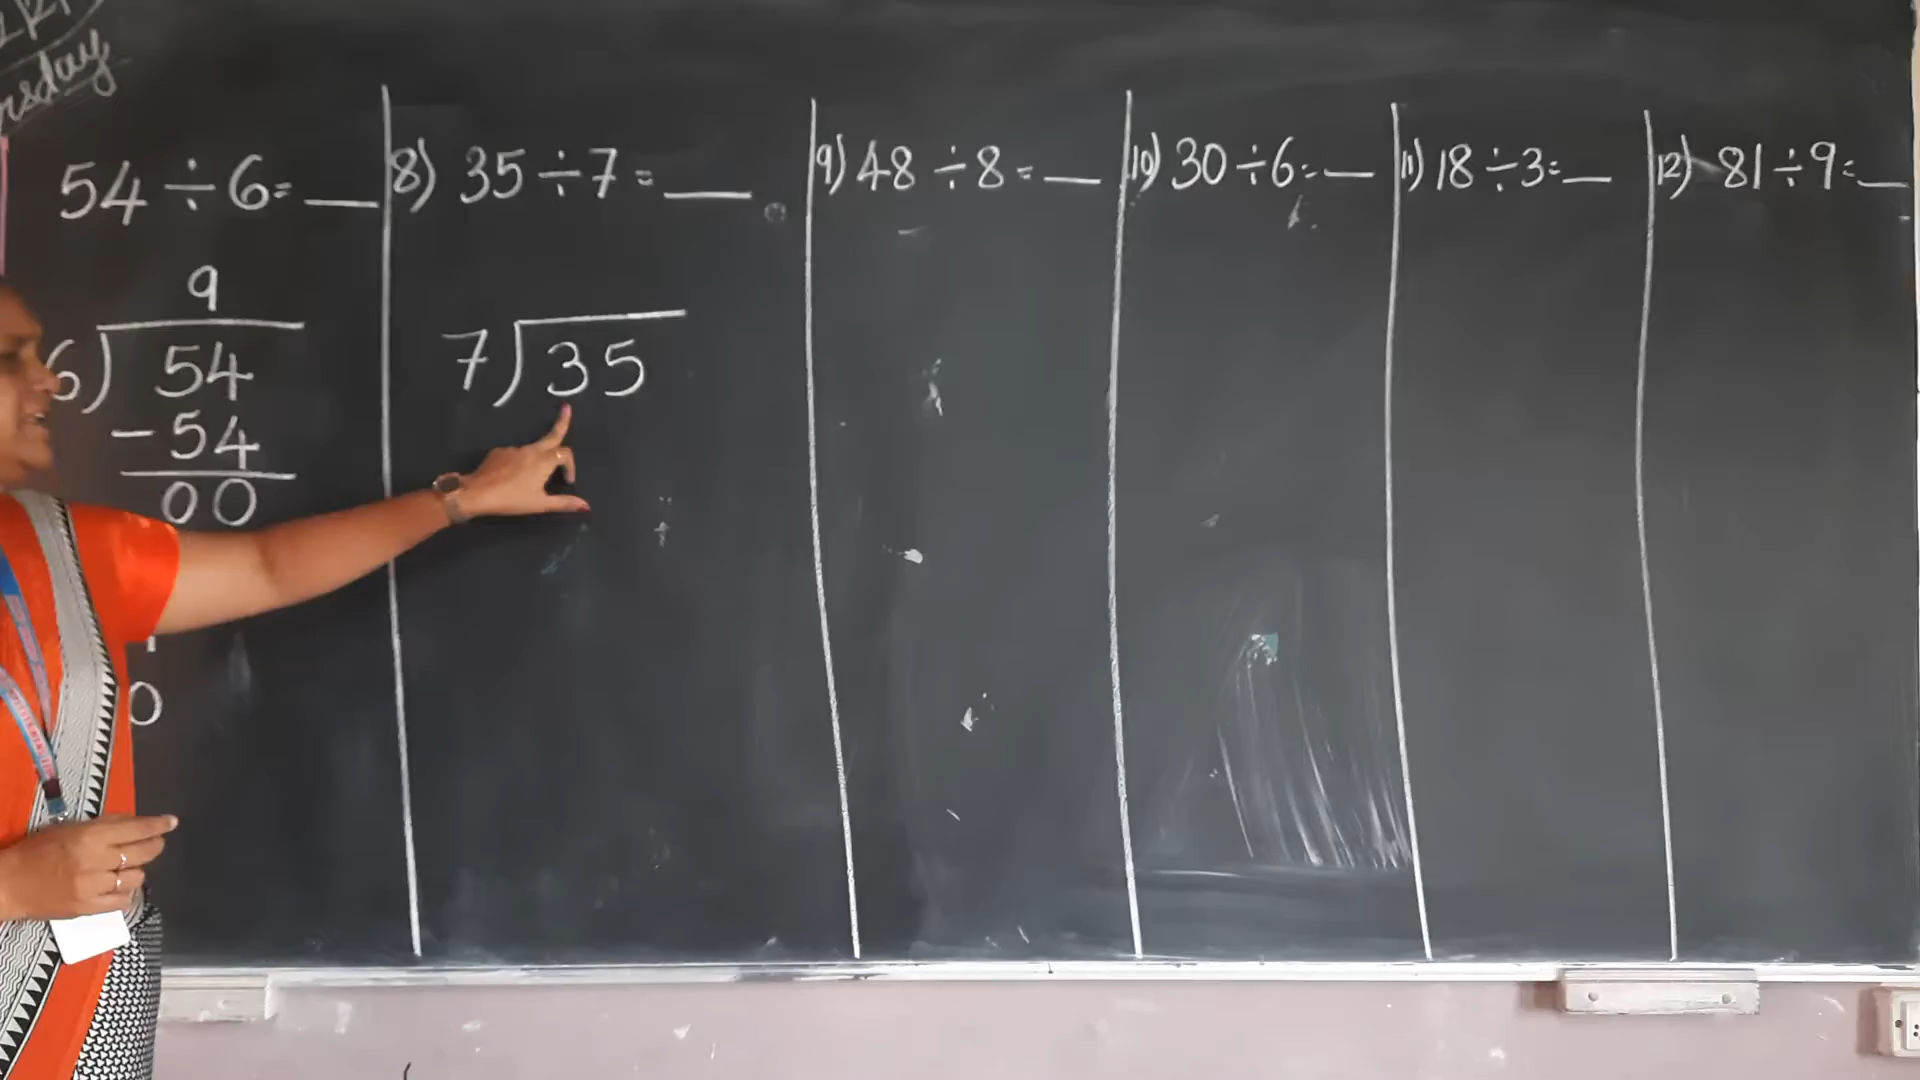 54 ÷ 6 = __
9
6) 54
- 54
00
0
8) 35 ÷ 7 = __
7) 35
9) 48 ÷ 8 = __
10) 30 ÷ 6 = __
11) 18 ÷ 3 = __
12) 81 ÷ 9 = __